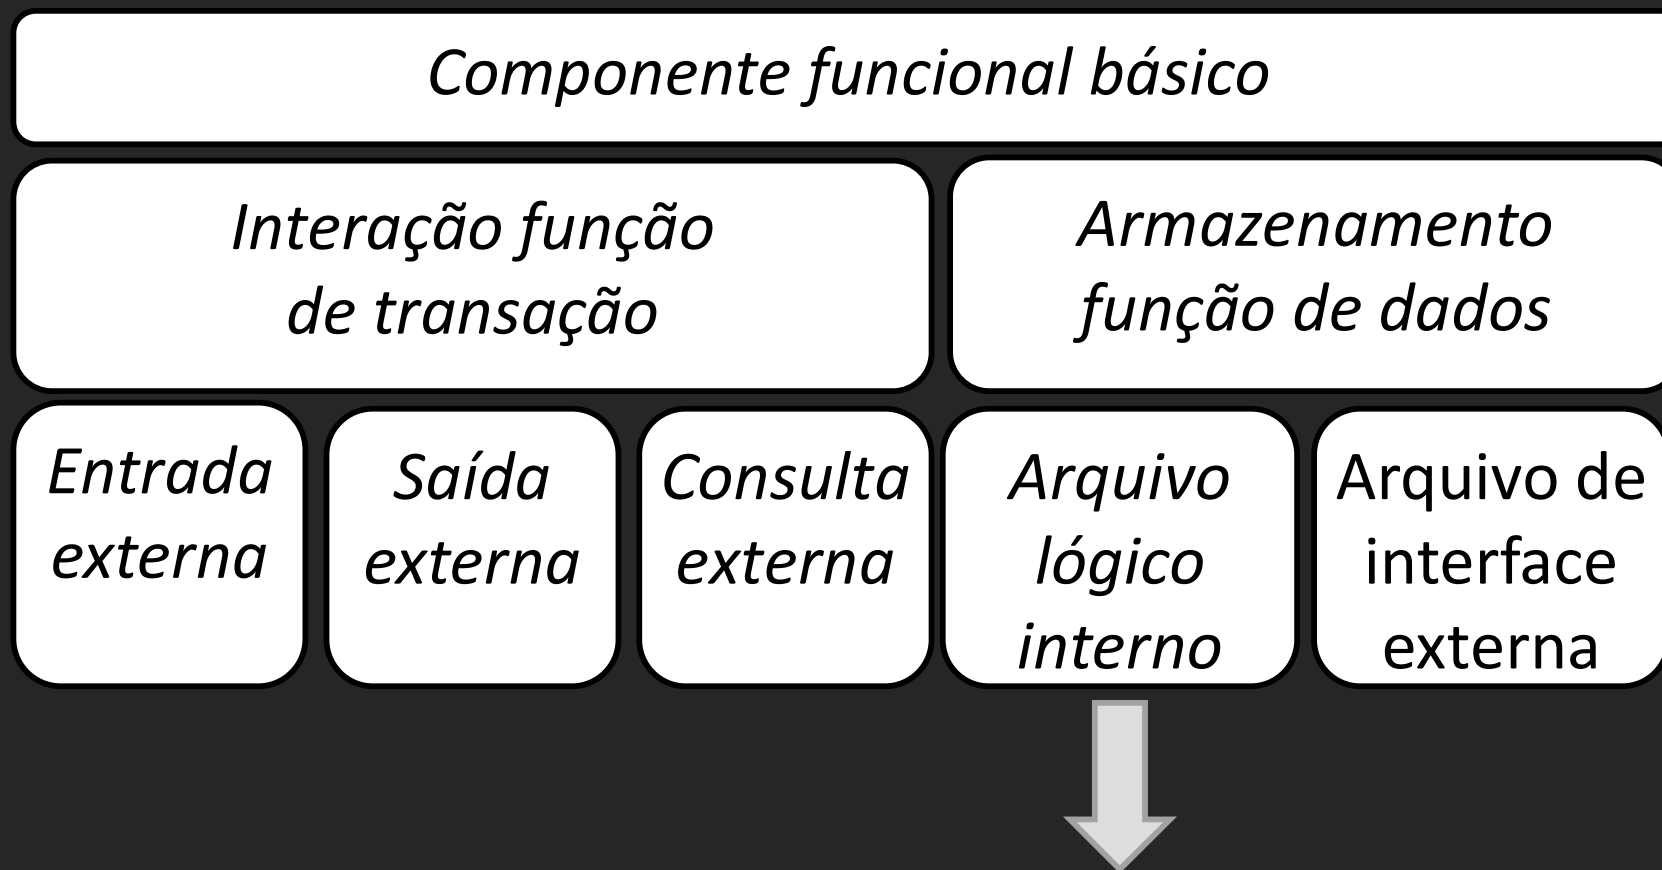 Componente funcional básico
Interação função
de transação
Armazenamento
função de dados
Entrada
externa
Saída
externa
Consulta
externa
Arquivo
lógico
interno
Arquivo de
interface
externa